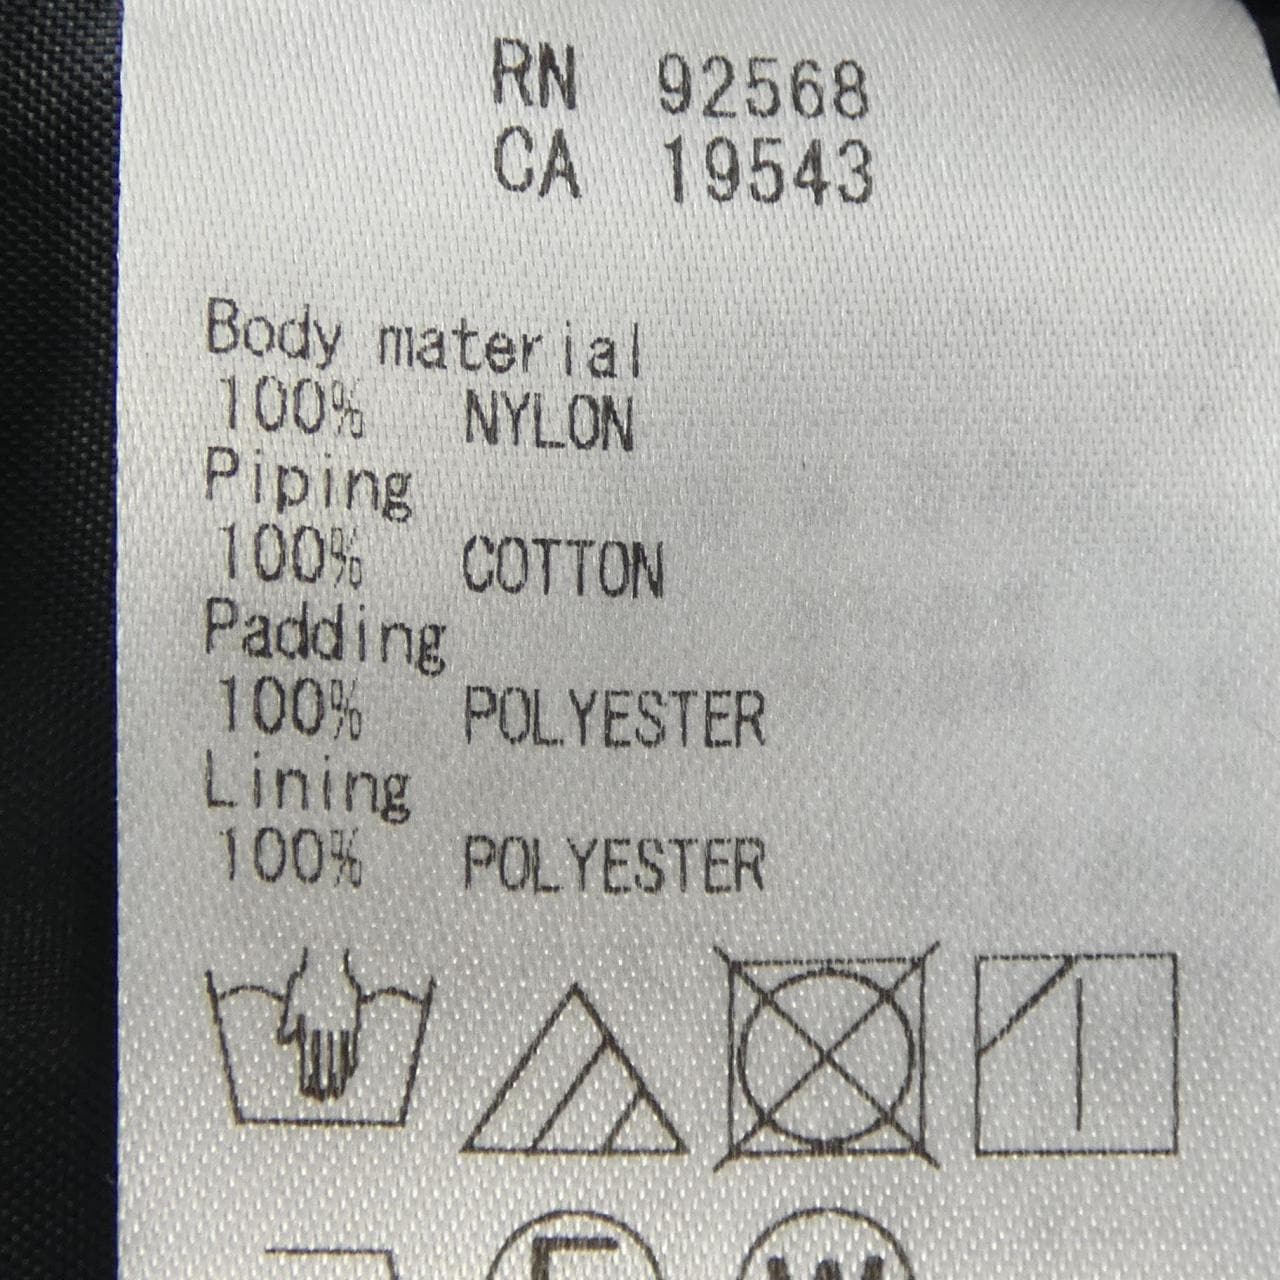 RN 92568
CA 19543
Body material
100% NYLON
Piping
100% COTTON
Padding
100% POLYESTER
Lining
100% POLYESTER